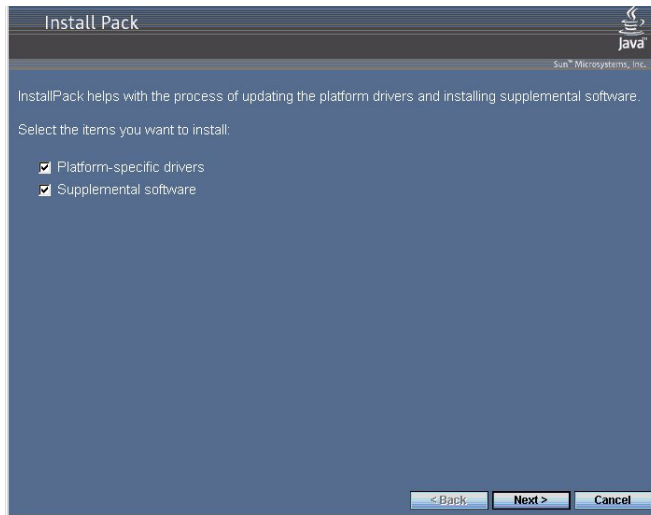 Install Pack
Java™
Sun™ Microsystems, Inc.
InstallPack helps with the process of updating the platform drivers and installing supplemental software.
Select the items you want to install:
Platform-specific drivers
Supplemental software
< Back
Next >
Cancel